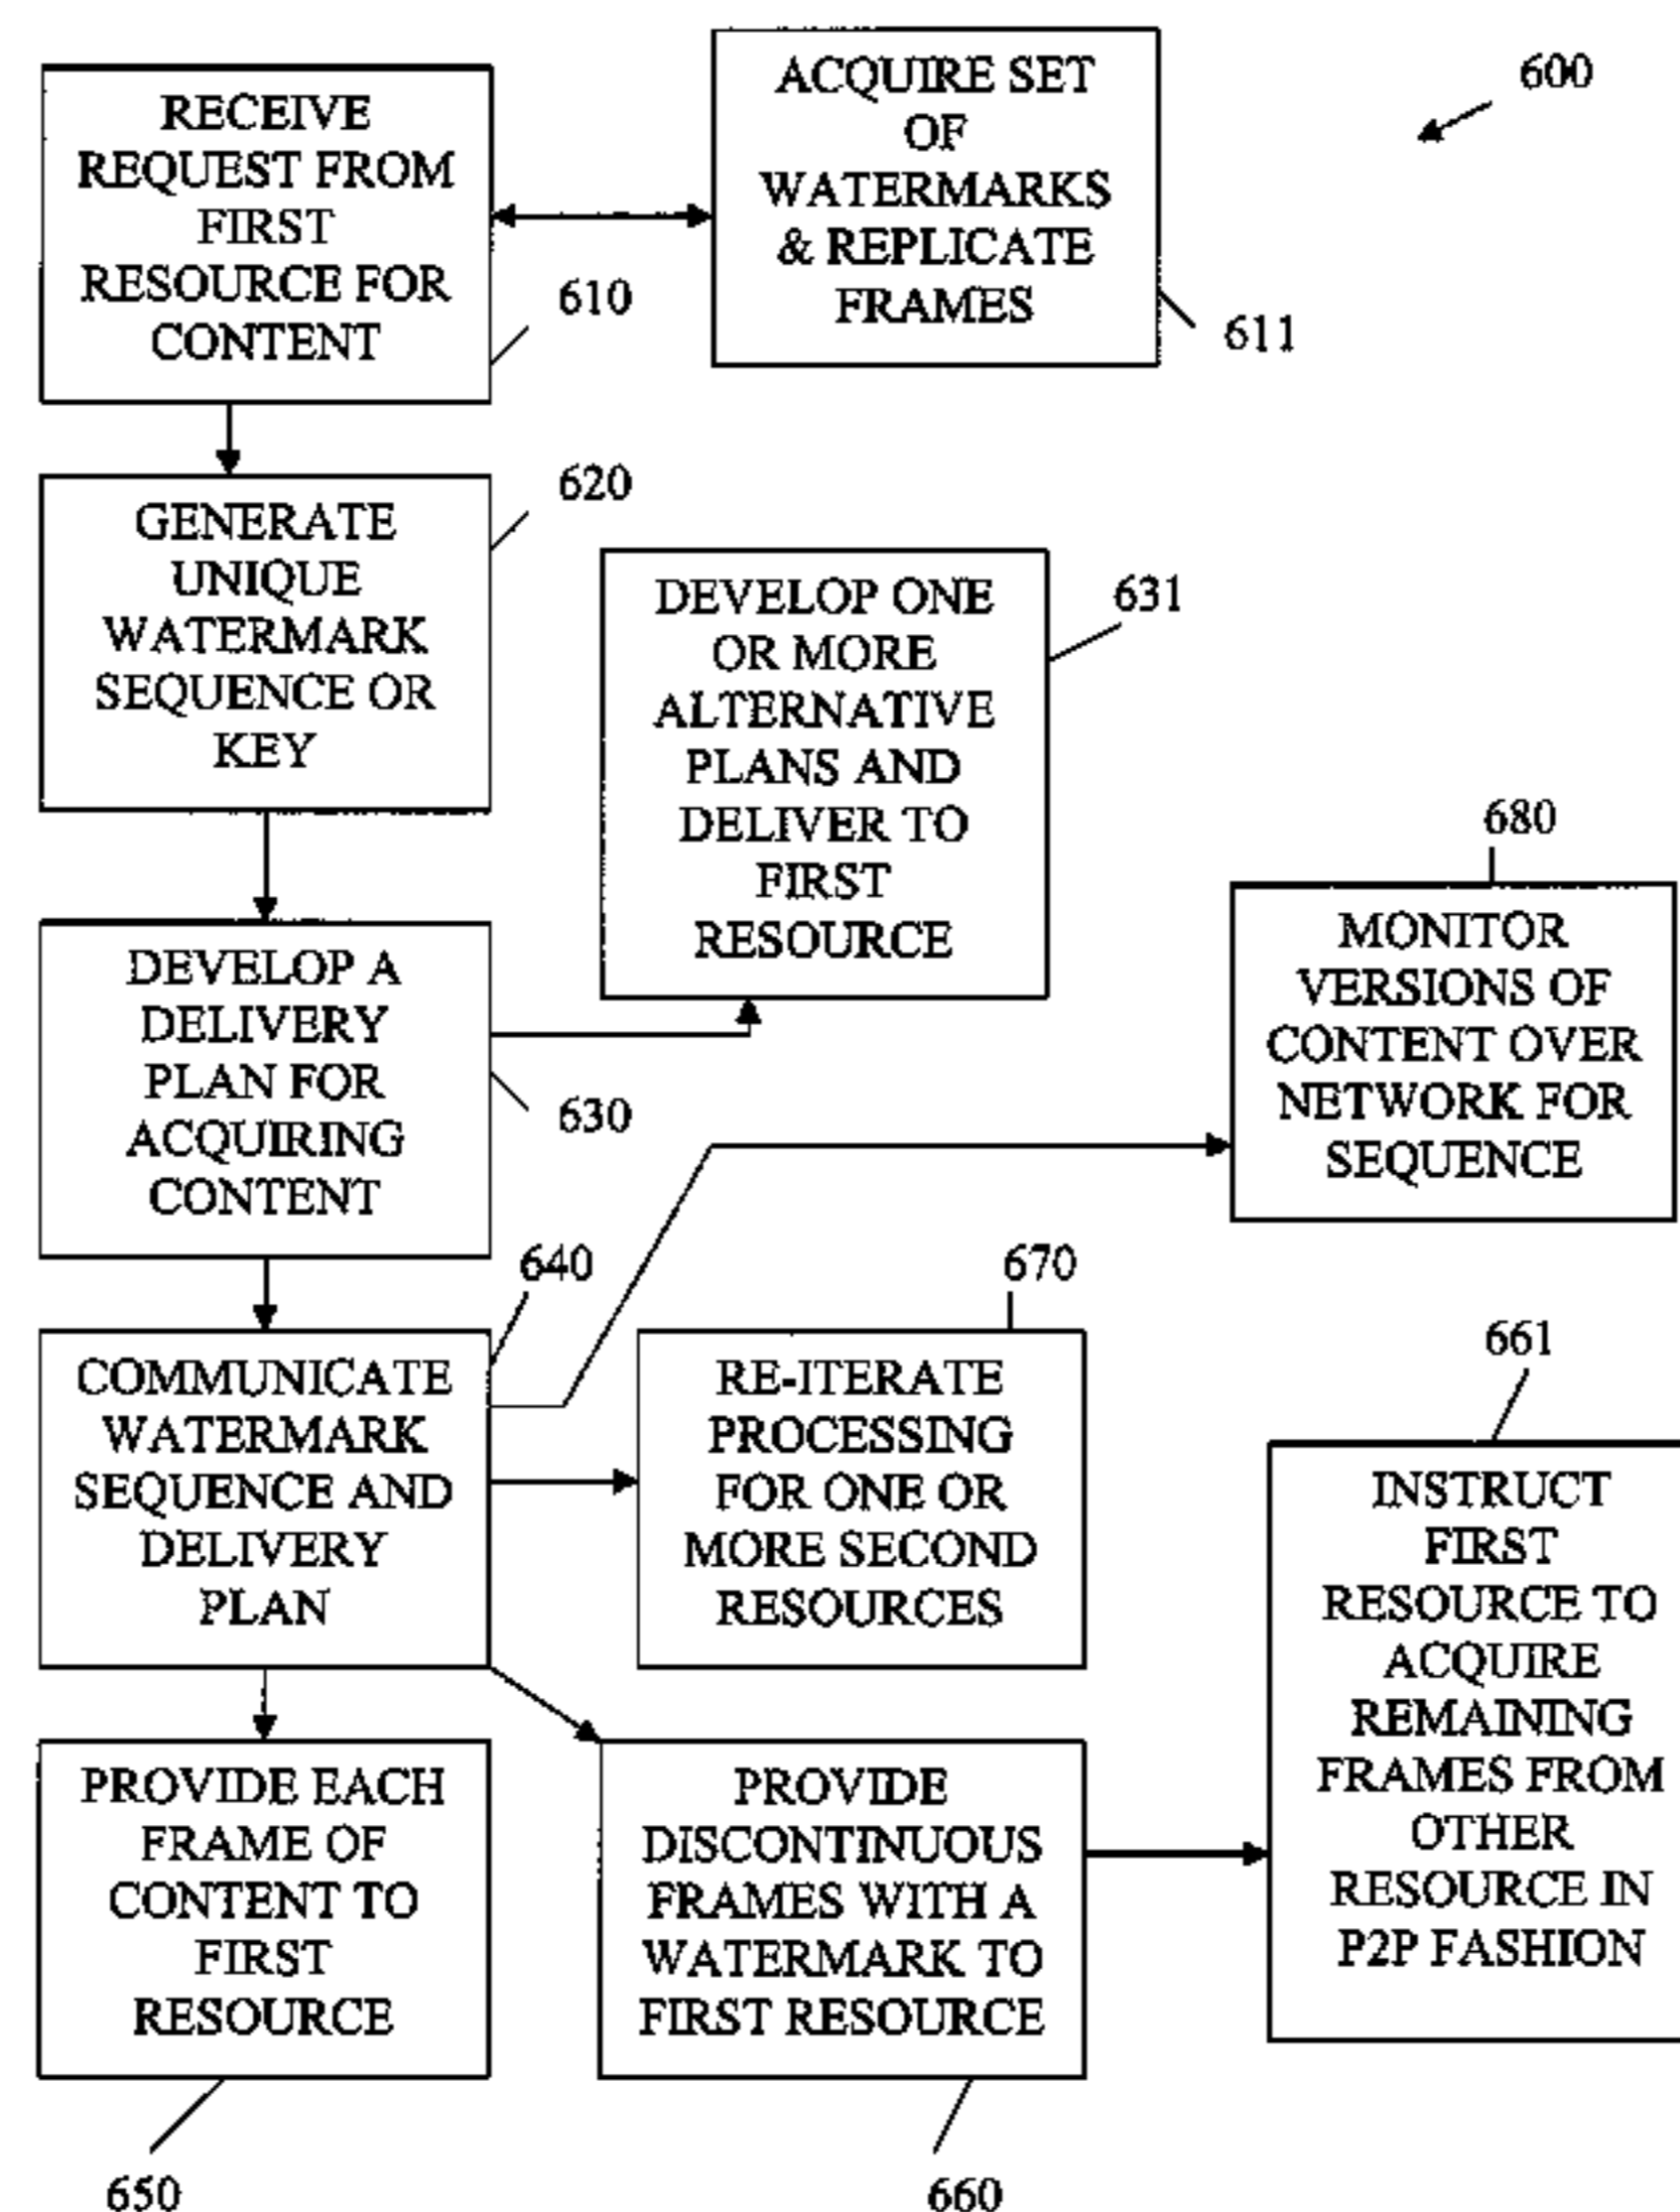 600
RECEIVE
REQUEST FROM
FIRST
RESOURCE FOR
CONTENT
610
ACQUIRE SET
OF
WATERMARKS
& REPLICATE
FRAMES
611
GENERATE
UNIQUE
WATERMARK
SEQUENCE OR
KEY
620
DEVELOP ONE
OR MORE
ALTERNATIVE
PLANS AND
DELIVER TO
FIRST
RESOURCE
631
DEVELOP A
DELIVERY
PLAN FOR
ACQUIRING
CONTENT
630
680
MONITOR
VERSIONS OF
CONTENT OVER
NETWORK FOR
SEQUENCE
640
COMMUNICATE
WATERMARK
SEQUENCE AND
DELIVERY
PLAN
670
RE-ITERATE
PROCESSING
FOR ONE OR
MORE SECOND
RESOURCES
661
INSTRUCT
FIRST
RESOURCE TO
ACQUIRE
REMAINING
FRAMES FROM
OTHER
RESOURCE IN
P2P FASHION
PROVIDE EACH
FRAME OF
CONTENT TO
FIRST
RESOURCE
650
PROVIDE
DISCONTINUOUS
FRAMES WITH A
WATERMARK TO
FIRST RESOURCE
660